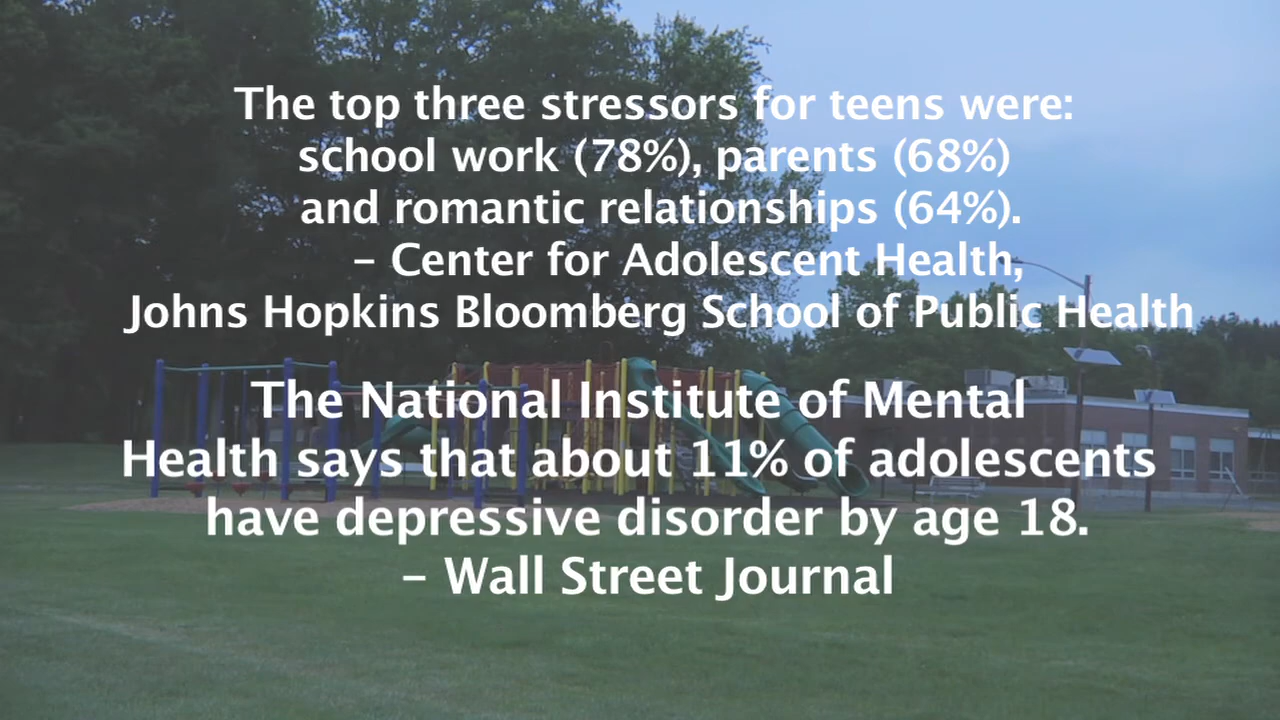 The top three stressors for teens were:
school work (78%), parents (68%)
and romantic relationships (64%).
– Center for Adolescent Health,
Johns Hopkins Bloomberg School of Public Health
The National Institute of Mental
Health says that about 11% of adolescents
have depressive disorder by age 18.
– Wall Street Journal